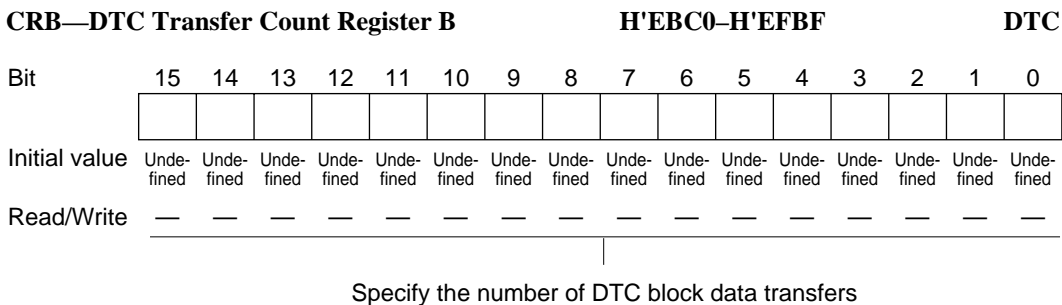 CRB—DTC Transfer Count Register B H'EBC0–H'EFBF DTC
Bit 15 14 13 12 11 10 9 8 7 6 5 4 3 2 1 0
Initial value Unde- Unde- Unde- Unde- Unde- Unde- Unde- Unde- Unde- Unde- Unde- Unde- Unde- Unde- Unde- Unde-
fined fined fined fined fined fined fined fined fined fined fined fined fined fined fined fined
Read/Write — — — — — — — — — — — — — — — —
Specify the number of DTC block data transfers